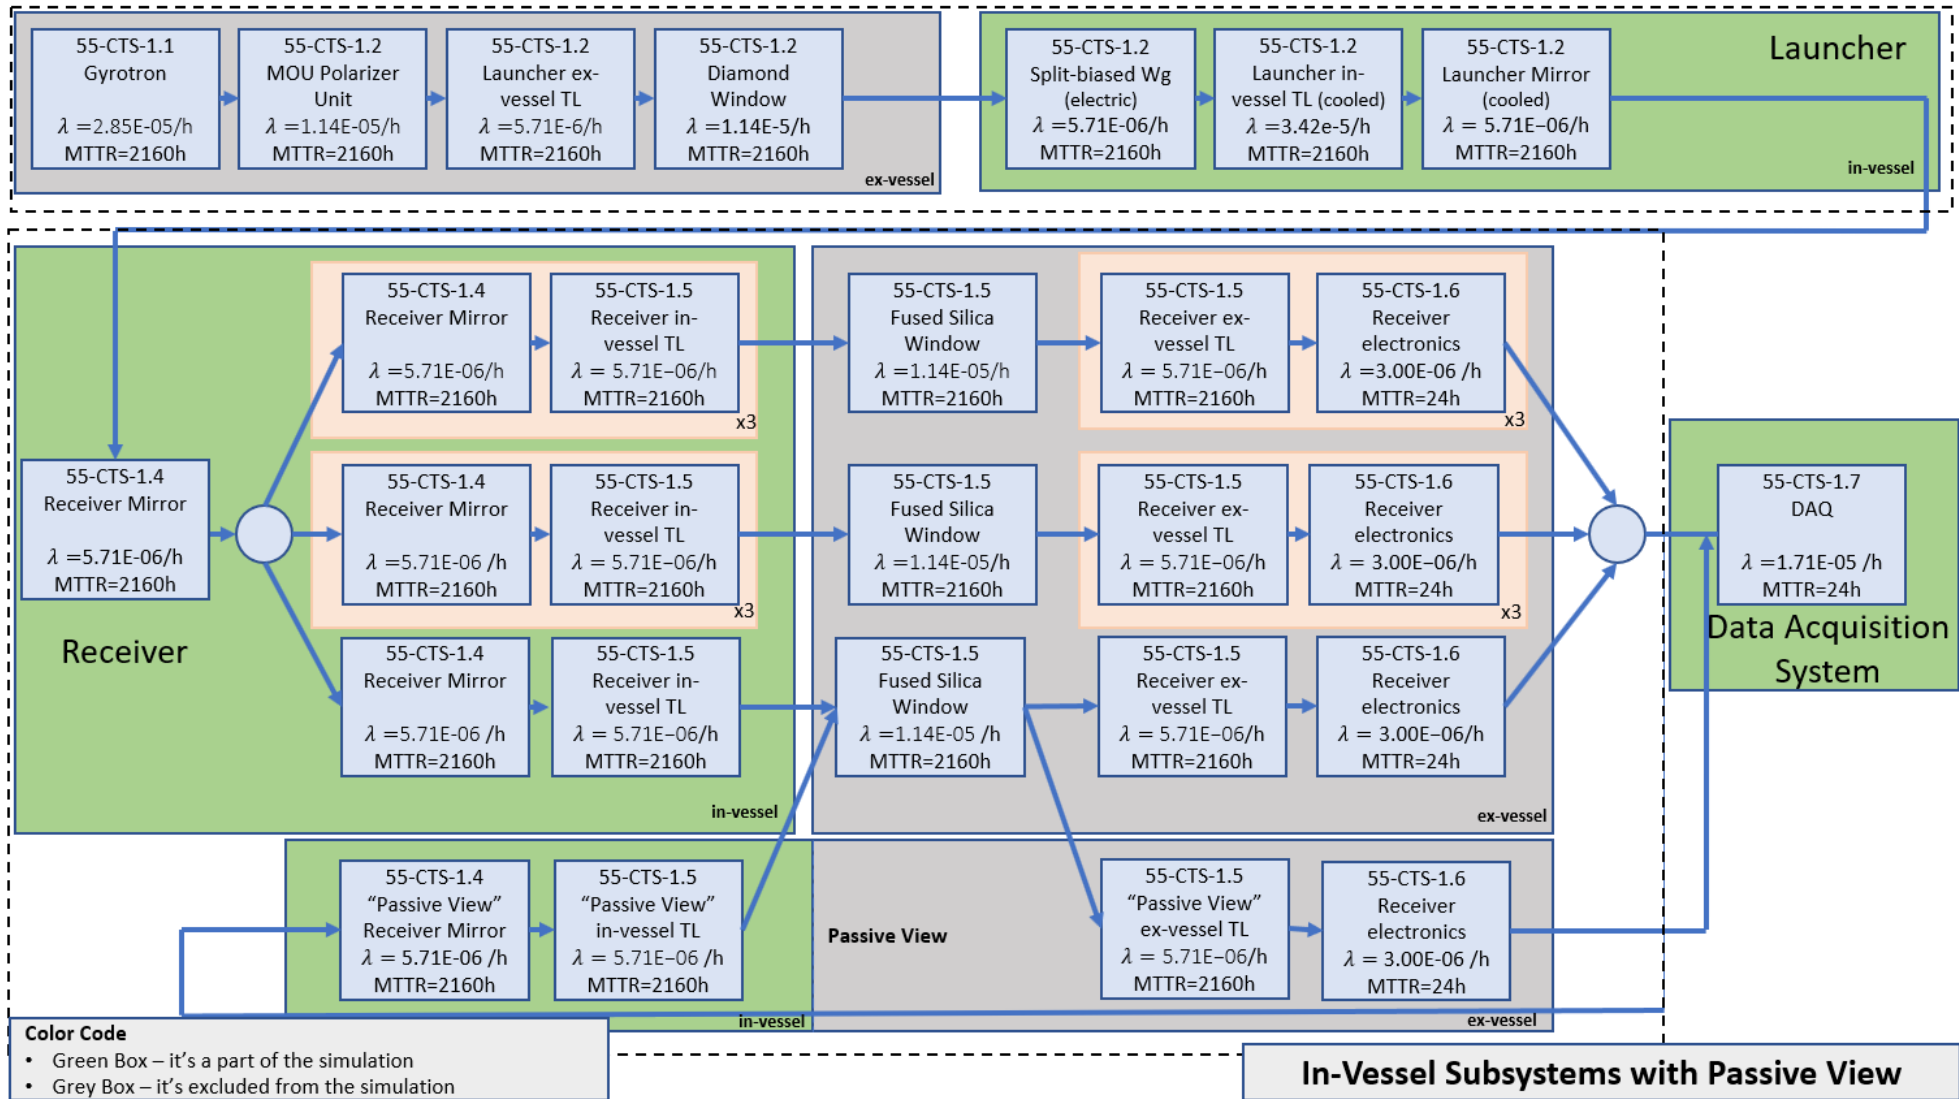 55-CTS-1.1
Gyrotron
λ =2.85E-05/h
MTTR=2160h
55-CTS-1.2
MOU Polarizer
Unit
λ =1.14E-05/h
MTTR=2160h
55-CTS-1.2
Launcher ex-
vessel TL
λ =5.71E-6/h
MTTR=2160h
55-CTS-1.2
Diamond
Window
λ =1.14E-5/h
MTTR=2160h
ex-vessel
55-CTS-1.2
Split-biased Wg
(electric)
λ =5.71E-06/h
MTTR=2160h
55-CTS-1.2
Launcher in-
vessel TL (cooled)
λ =3.42e-5/h
MTTR=2160h
55-CTS-1.2
Launcher Mirror
(cooled)
λ = 5.71E-06/h
MTTR=2160h
Launcher
in-vessel
55-CTS-1.4
Receiver Mirror
λ =5.71E-06/h
MTTR=2160h
Receiver
55-CTS-1.4
Receiver Mirror
λ =5.71E-06/h
MTTR=2160h
55-CTS-1.5
Receiver in-
vessel TL
λ = 5.71E−06/h
MTTR=2160h
x3
55-CTS-1.5
Fused Silica
Window
λ =1.14E-05/h
MTTR=2160h
55-CTS-1.5
Receiver ex-
vessel TL
λ = 5.71E−06/h
MTTR=2160h
55-CTS-1.6
Receiver
electronics
λ =3.00E-06 /h
MTTR=24h
x3
55-CTS-1.4
Receiver Mirror
λ =5.71E-06 /h
MTTR=2160h
55-CTS-1.5
Receiver in-
vessel TL
λ = 5.71E−06/h
MTTR=2160h
x3
55-CTS-1.5
Fused Silica
Window
λ =1.14E-05/h
MTTR=2160h
55-CTS-1.5
Receiver ex-
vessel TL
λ = 5.71E−06/h
MTTR=2160h
55-CTS-1.6
Receiver
electronics
λ = 3.00E−06/h
MTTR=24h
x3
55-CTS-1.4
Receiver Mirror
λ =5.71E-06 /h
MTTR=2160h
55-CTS-1.5
Receiver in-
vessel TL
λ = 5.71E−06/h
MTTR=2160h
in-vessel
55-CTS-1.5
Fused Silica
Window
λ =1.14E-05 /h
MTTR=2160h
55-CTS-1.5
Receiver ex-
vessel TL
λ = 5.71E−06/h
MTTR=2160h
55-CTS-1.6
Receiver
electronics
λ = 3.00E−06/h
MTTR=24h
ex-vessel
55-CTS-1.7
DAQ
λ =1.71E-05 /h
MTTR=24h
Data Acquisition
System
55-CTS-1.4
“Passive View”
Receiver Mirror
λ = 5.71E-06 /h
MTTR=2160h
55-CTS-1.5
“Passive View”
in-vessel TL
λ = 5.71E−06 /h
MTTR=2160h
in-vessel
Passive View
55-CTS-1.5
“Passive View”
ex-vessel TL
λ = 5.71E−06/h
MTTR=2160h
55-CTS-1.6
Receiver
electronics
λ = 3.00E-06 /h
MTTR=24h
ex-vessel
Color Code
• Green Box – it’s a part of the simulation
• Grey Box – it’s excluded from the simulation
In-Vessel Subsystems with Passive View